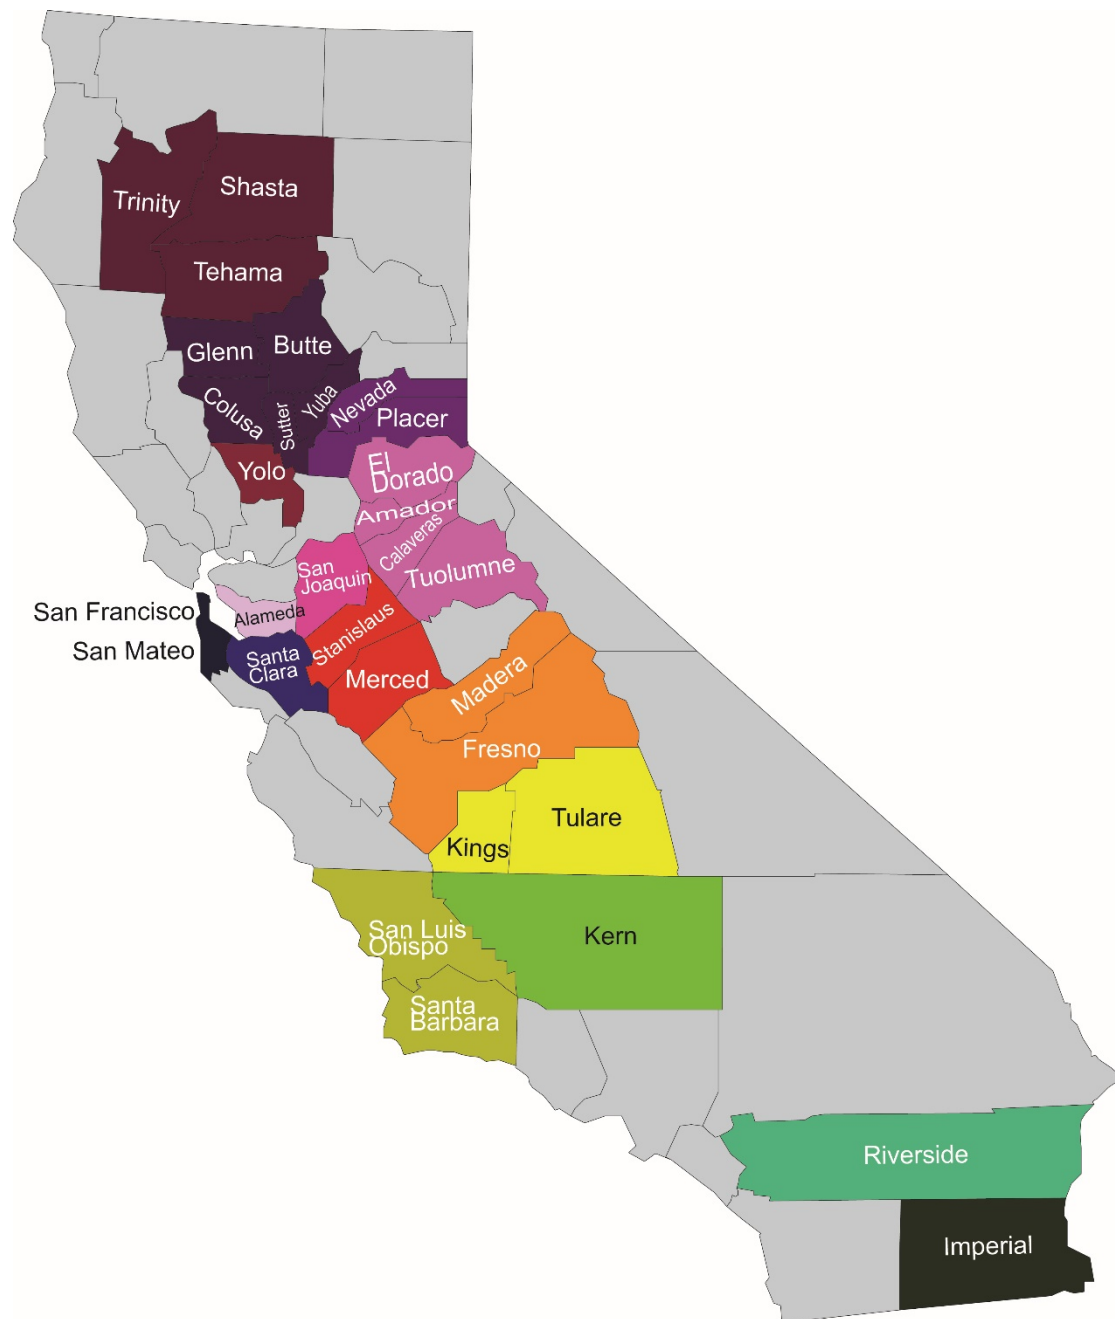 Shasta
Trinity
Tehama
Glenn
Butte
Colusa
Sutter
Yuba
Nevada
Placer
Yolo
El
Dorado
Amador
Calaveras
Tuolumne
San
Joaquin
San Francisco
Alameda
Stanislaus
San Mateo
Santa
Clara
Merced
Madera
Fresno
Tulare
Kings
San Luis
Obispo
Kern
Santa
Barbara
Riverside
Imperial